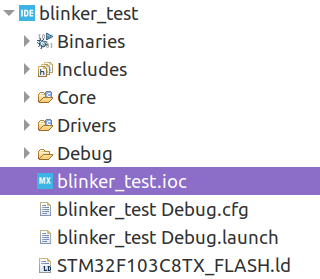 IDE blinker_test
Binaries
Includes
Core
Drivers
Debug
MX blinker_test.ioc
blinker_test Debug.cfg
blinker_test Debug.launch
LD STM32F103C8TX_FLASH.ld